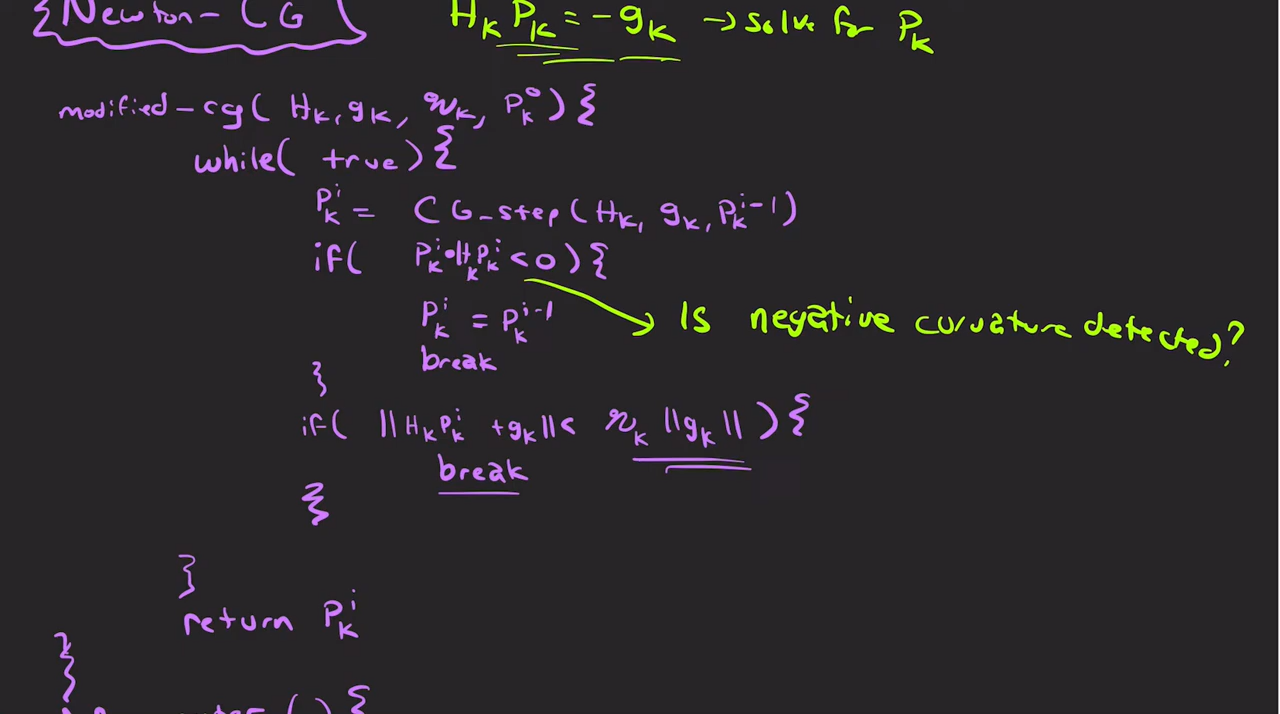 {Newton-CG}
H_k P_k = -g_k → solve for P_k
modified-cg( H_k, g_k, η_k, P_k^0 ) {
while( true ) {
P_k^i = CG_step( H_k, g_k, P_k^{i-1} )
if( P_k^i • H_k P_k^i < 0 ) {
P_k^i = P_k^{i-1}
Is negative curvature detected?
break
}
if( ||H_k P_k^i + g_k|| < η_k ||g_k|| ) {
break
}
}
return P_k^i
}